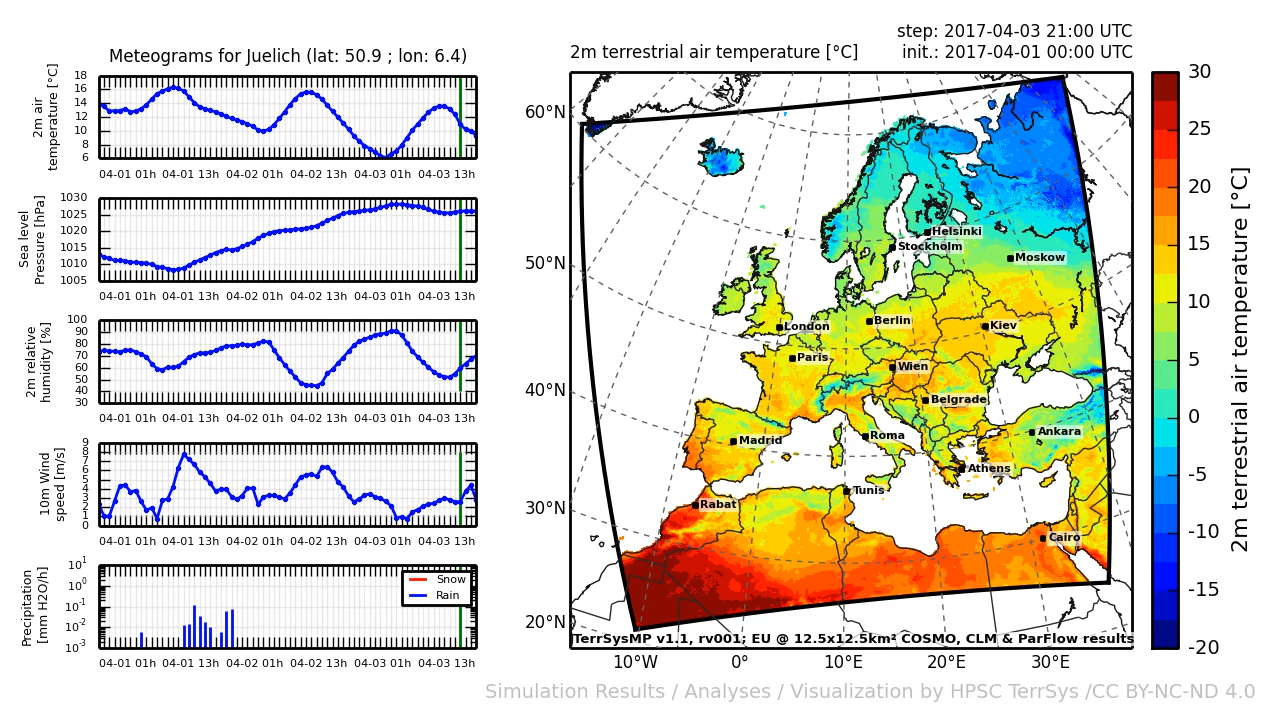 step: 2017-04-03 21:00 UTC
Meteograms for Juelich (lat: 50.9 ; lon: 6.4)
2m terrestrial air temperature [°C]
init.: 2017-04-01 00:00 UTC
2m air
temperature [°C]
18
16
14
12
10
8
6
04-01 01h 04-01 13h 04-02 01h 04-02 13h 04-03 01h 04-03 13h
Sea level
Pressure [hPa]
1030
1025
1020
1015
1010
1005
04-01 01h 04-01 13h 04-02 01h 04-02 13h 04-03 01h 04-03 13h
2m relative
humidity [%]
100
90
80
70
60
50
40
30
04-01 01h 04-01 13h 04-02 01h 04-02 13h 04-03 01h 04-03 13h
10m Wind
speed [m/s]
9
8
7
6
5
4
3
2
1
0
04-01 01h 04-01 13h 04-02 01h 04-02 13h 04-03 01h 04-03 13h
Precipitation
[mm H2O/h]
10¹
10⁰
10⁻¹
10⁻²
10⁻³
Snow
Rain
04-01 01h 04-01 13h 04-02 01h 04-02 13h 04-03 01h 04-03 13h
60°N
50°N
40°N
30°N
20°N
Helsinki
Stockholm
Moskow
London
Berlin
Kiev
Paris
Wien
Belgrade
Madrid
Roma
Ankara
Athens
Tunis
Rabat
Cairo
TerrSysMP v1.1, rv001; EU @ 12.5x12.5km² COSMO, CLM & ParFlow results
10°W 0° 10°E 20°E 30°E
30
25
20
15
10
5
0
-5
-10
-15
-20
2m terrestrial air temperature [°C]
Simulation Results / Analyses / Visualization by HPSC TerrSys /CC BY-NC-ND 4.0